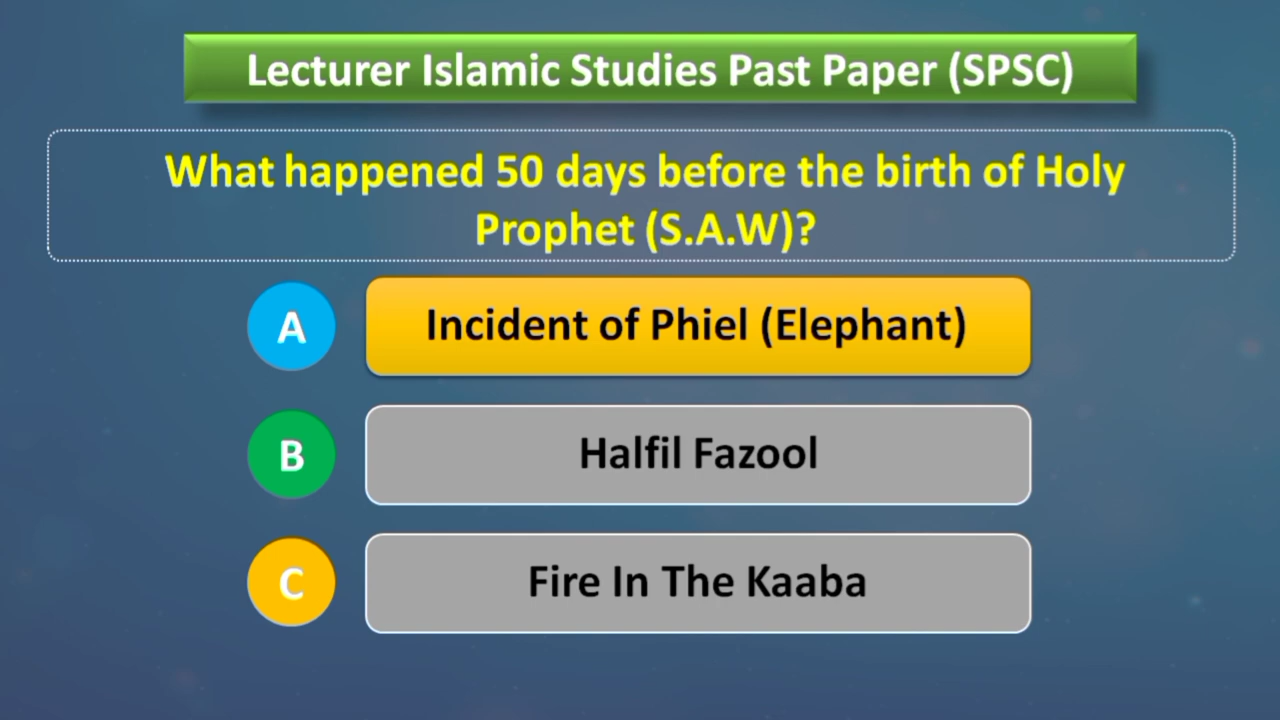 Lecturer Islamic Studies Past Paper (SPSC)
What happened 50 days before the birth of Holy
Prophet (S.A.W)?
A
Incident of Phiel (Elephant)
B
Halfil Fazool
C
Fire In The Kaaba